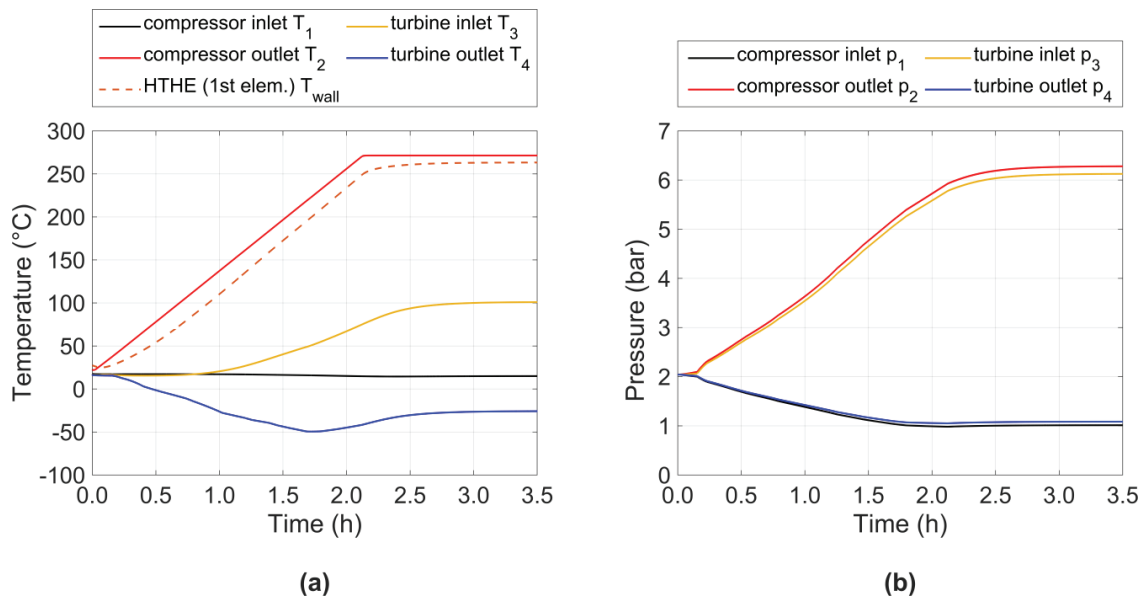 compressor inlet T1
turbine inlet T3
compressor outlet T2
turbine outlet T4
HTHE (1st elem.) Twall
300
250
200
150
100
50
0
-50
-100
Temperature (°C)
0.0 0.5 1.0 1.5 2.0 2.5 3.0 3.5
Time (h)
(a)
compressor inlet p1
turbine inlet p3
compressor outlet p2
turbine outlet p4
7
6
5
4
3
2
1
0
Pressure (bar)
0.0 0.5 1.0 1.5 2.0 2.5 3.0 3.5
Time (h)
(b)